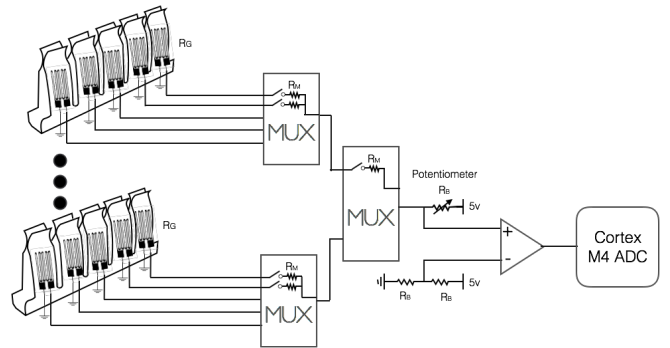 RG
RM
MUX
RM
MUX
Potentiometer
RB
5v
+
-
Cortex
M4 ADC
RB
RB
5v
RG
RM
MUX